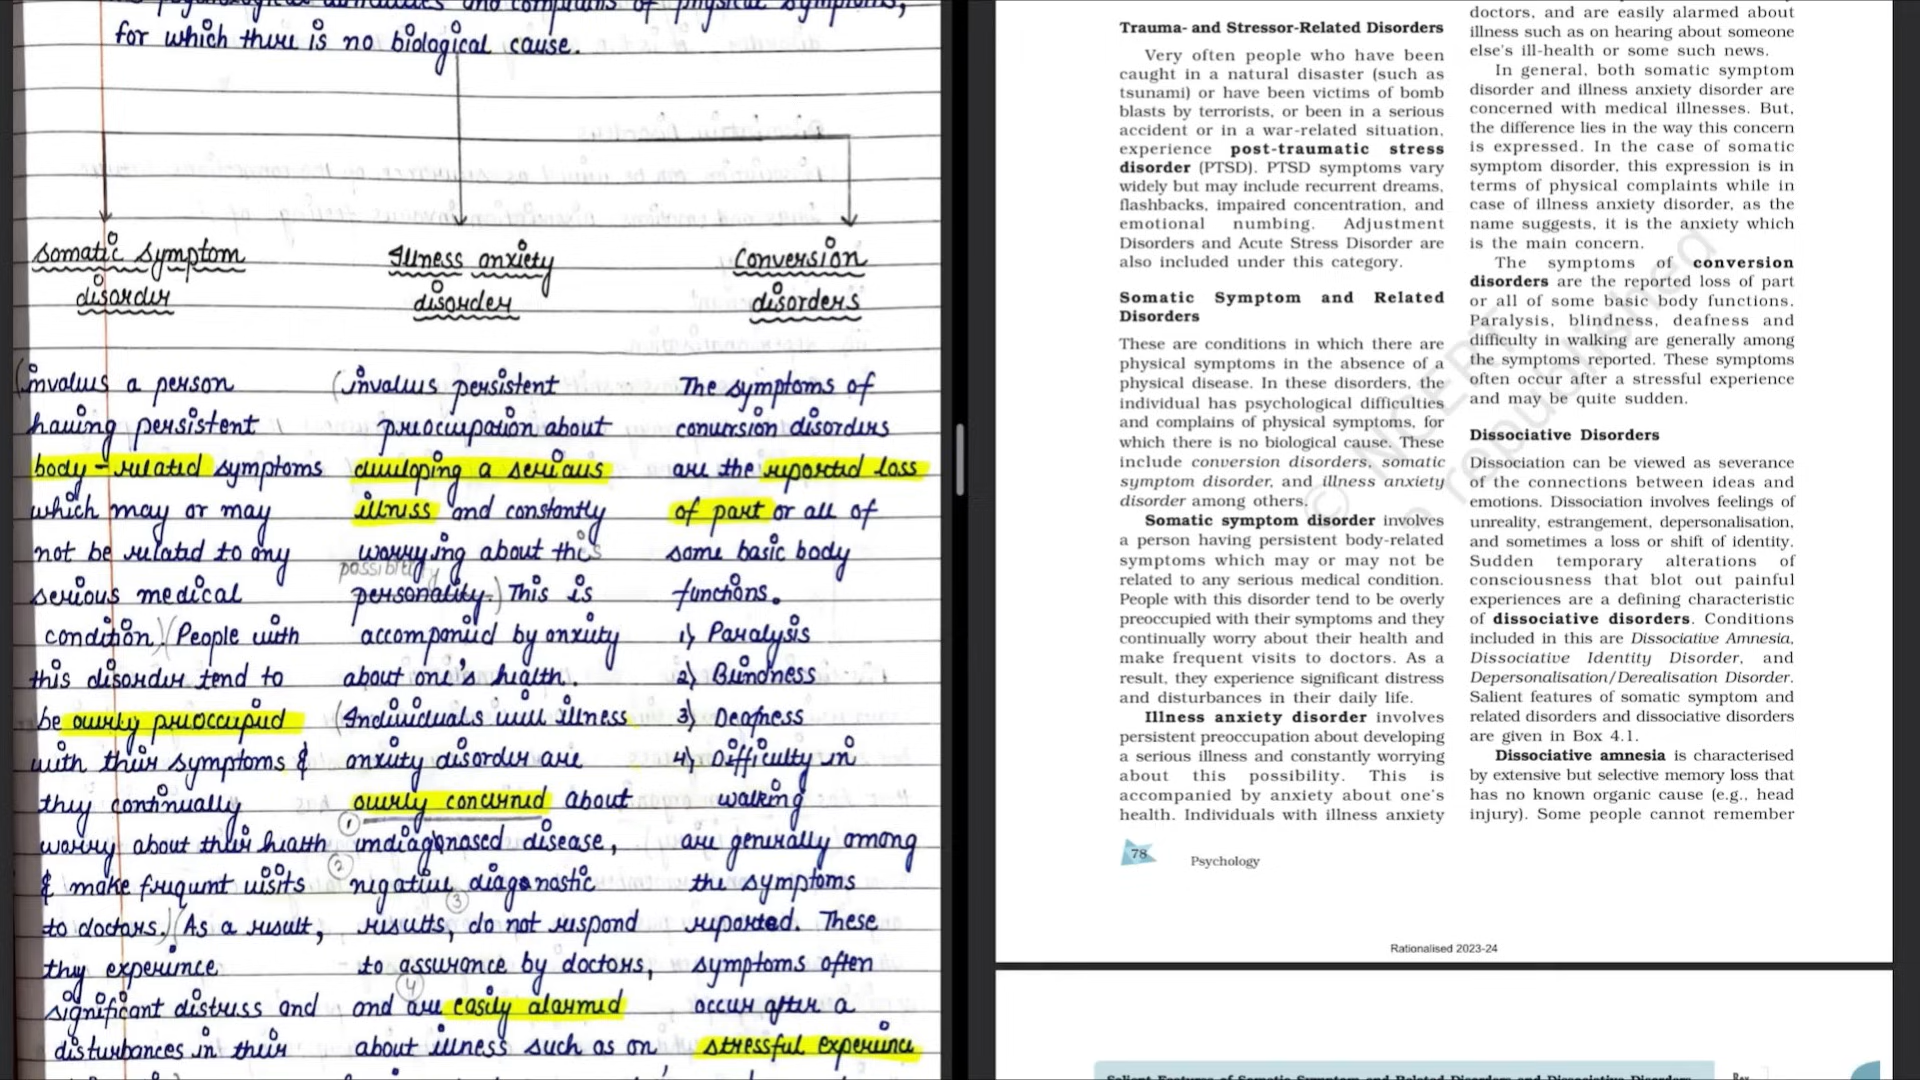 for which there is no biological cause.
somatic symptom
disorder
Illness anxiety
disorder
Conversion
disorders
(involves a person
having persistent
body-related symptoms
which may or may
not be related to any
serious medical
condition.) (People with
this disorder tend to
be overly preoccupied
with their symptoms &
they continually
worry about their health
& make frequent visits
to doctors.) (As a result,
they experience
significant distress and
disturbances in their
(involves persistent
preoccupation about
developing a serious
illness and constantly
worrying about this
possibility
personality.) This is
accompanied by anxiety
about one's health.
(Individuals will illness
anxiety disorder are
overly concerned about
① undiagonased disease,
② negative diagonastic
③
results, do not respond
to assurance by doctors,
④
and are easily alarmed
about illness such as on
The symptoms of
conversion disorders
are the reported loss
of part or all of
some basic body
functions.
1) Paralysis
2) Blindness
3) Deafness
4) Difficulty in
walking
are generally among
the symptoms
reported. These
symptoms often
occur after a
stressful experience
Trauma- and Stressor-Related Disorders
Very often people who have been
caught in a natural disaster (such as
tsunami) or have been victims of bomb
blasts by terrorists, or been in a serious
accident or in a war-related situation,
experience post-traumatic stress
disorder (PTSD). PTSD symptoms vary
widely but may include recurrent dreams,
flashbacks, impaired concentration, and
emotional numbing. Adjustment
Disorders and Acute Stress Disorder are
also included under this category.
Somatic Symptom and Related
Disorders
These are conditions in which there are
physical symptoms in the absence of a
physical disease. In these disorders, the
individual has psychological difficulties
and complains of physical symptoms, for
which there is no biological cause. These
include conversion disorders, somatic
symptom disorder, and illness anxiety
disorder among others.
Somatic symptom disorder involves
a person having persistent body-related
symptoms which may or may not be
related to any serious medical condition.
People with this disorder tend to be overly
preoccupied with their symptoms and they
continually worry about their health and
make frequent visits to doctors. As a
result, they experience significant distress
and disturbances in their daily life.
Illness anxiety disorder involves
persistent preoccupation about developing
a serious illness and constantly worrying
about this possibility. This is
accompanied by anxiety about one's
health. Individuals with illness anxiety
doctors, and are easily alarmed about
illness such as on hearing about someone
else's ill-health or some such news.
In general, both somatic symptom
disorder and illness anxiety disorder are
concerned with medical illnesses. But,
the difference lies in the way this concern
is expressed. In the case of somatic
symptom disorder, this expression is in
terms of physical complaints while in
case of illness anxiety disorder, as the
name suggests, it is the anxiety which
is the main concern.
The symptoms of conversion
disorders are the reported loss of part
or all of some basic body functions.
Paralysis, blindness, deafness and
difficulty in walking are generally among
the symptoms reported. These symptoms
often occur after a stressful experience
and may be quite sudden.
Dissociative Disorders
Dissociation can be viewed as severance
of the connections between ideas and
emotions. Dissociation involves feelings of
unreality, estrangement, depersonalisation,
and sometimes a loss or shift of identity.
Sudden temporary alterations of
consciousness that blot out painful
experiences are a defining characteristic
of dissociative disorders. Conditions
included in this are Dissociative Amnesia,
Dissociative Identity Disorder, and
Depersonalisation/Derealisation Disorder.
Salient features of somatic symptom and
related disorders and dissociative disorders
are given in Box 4.1.
Dissociative amnesia is characterised
by extensive but selective memory loss that
has no known organic cause (e.g., head
injury). Some people cannot remember
© NCERT
republished
78
Psychology
Rationalised 2023-24